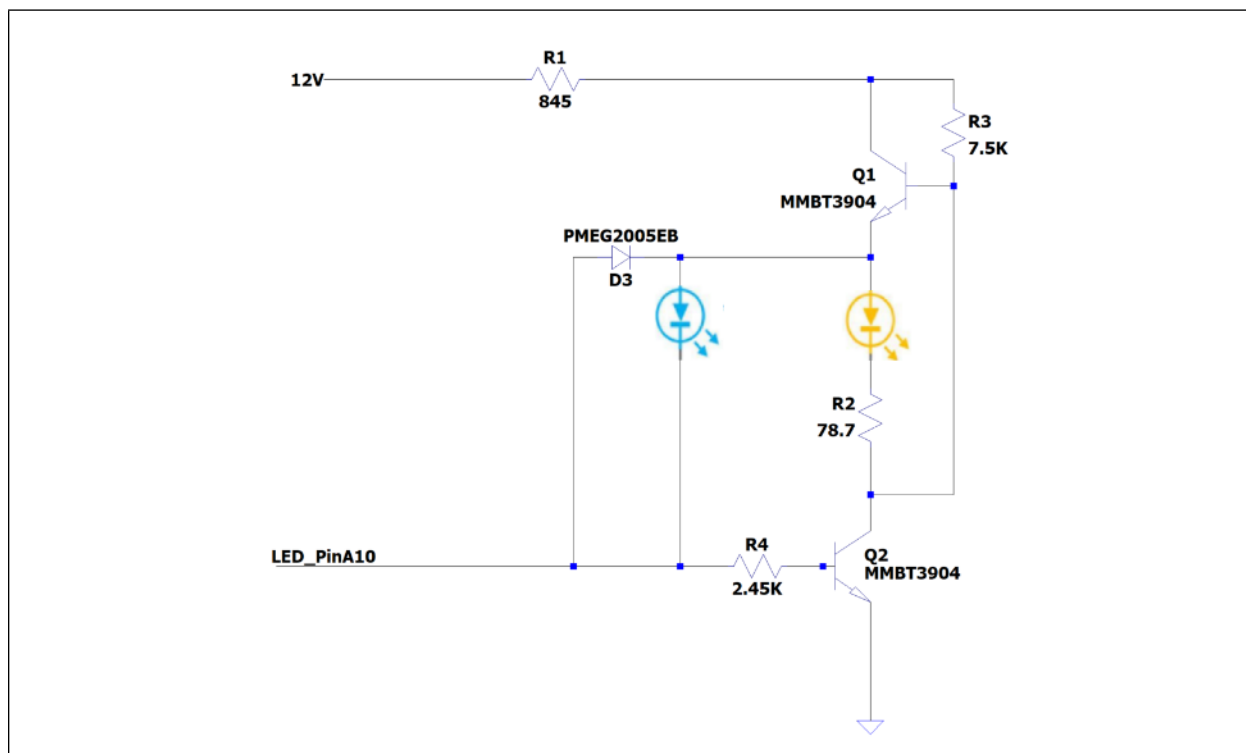 R1
12V
845
R3
7.5K
Q1
MMBT3904
PMEG2005EB
D3
R2
78.7
LED_PinA10
R4
2.45K
Q2
MMBT3904